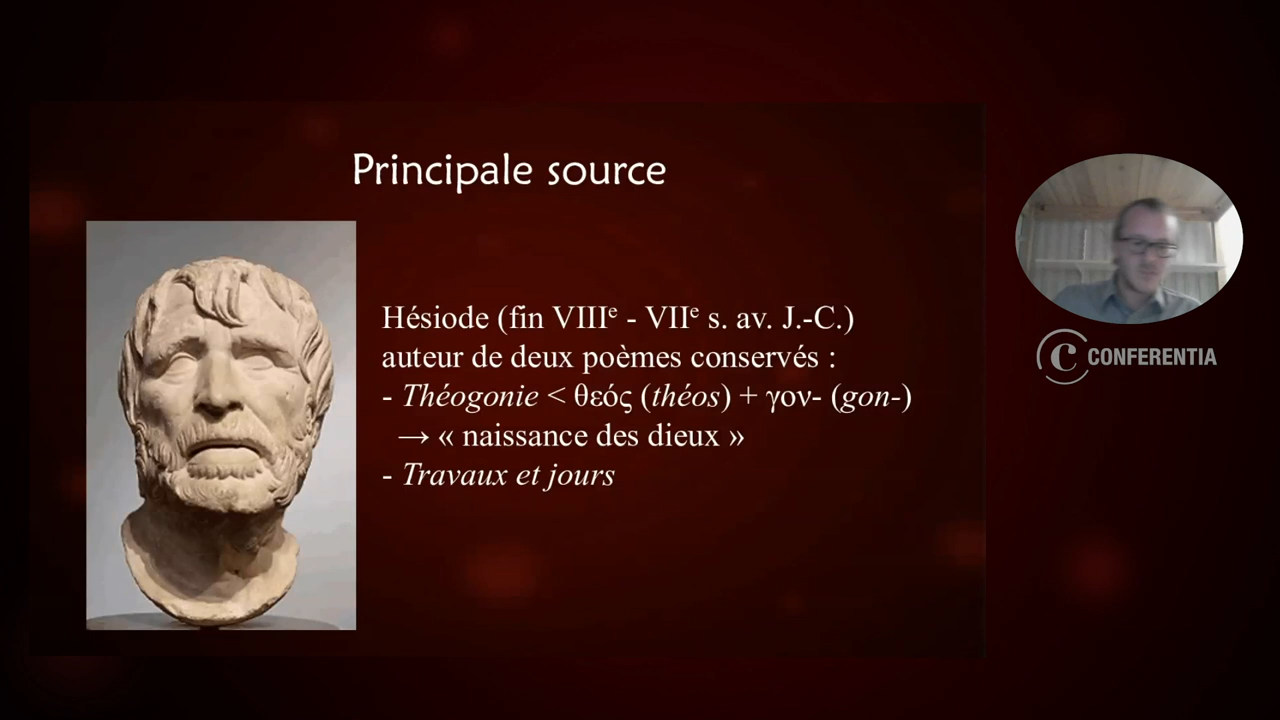 Principale source
Hésiode (fin VIIIᵉ - VIIᵉ s. av. J.-C.)
auteur de deux poèmes conservés :
- Théogonie < θεός (théos) + γον- (gon-)
→ « naissance des dieux »
- Travaux et jours
C CONFERENTIA